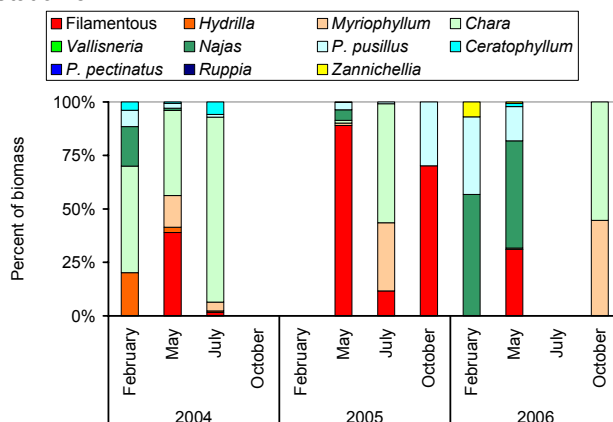 Filamentous Hydrilla Myriophyllum Chara
Vallisneria Najas P. pusillus Ceratophyllum
P. pectinatus Ruppia Zannichellia
Percent of biomass
100%
75%
50%
25%
0%
February May July October February May July October February May July October
2004 2005 2006